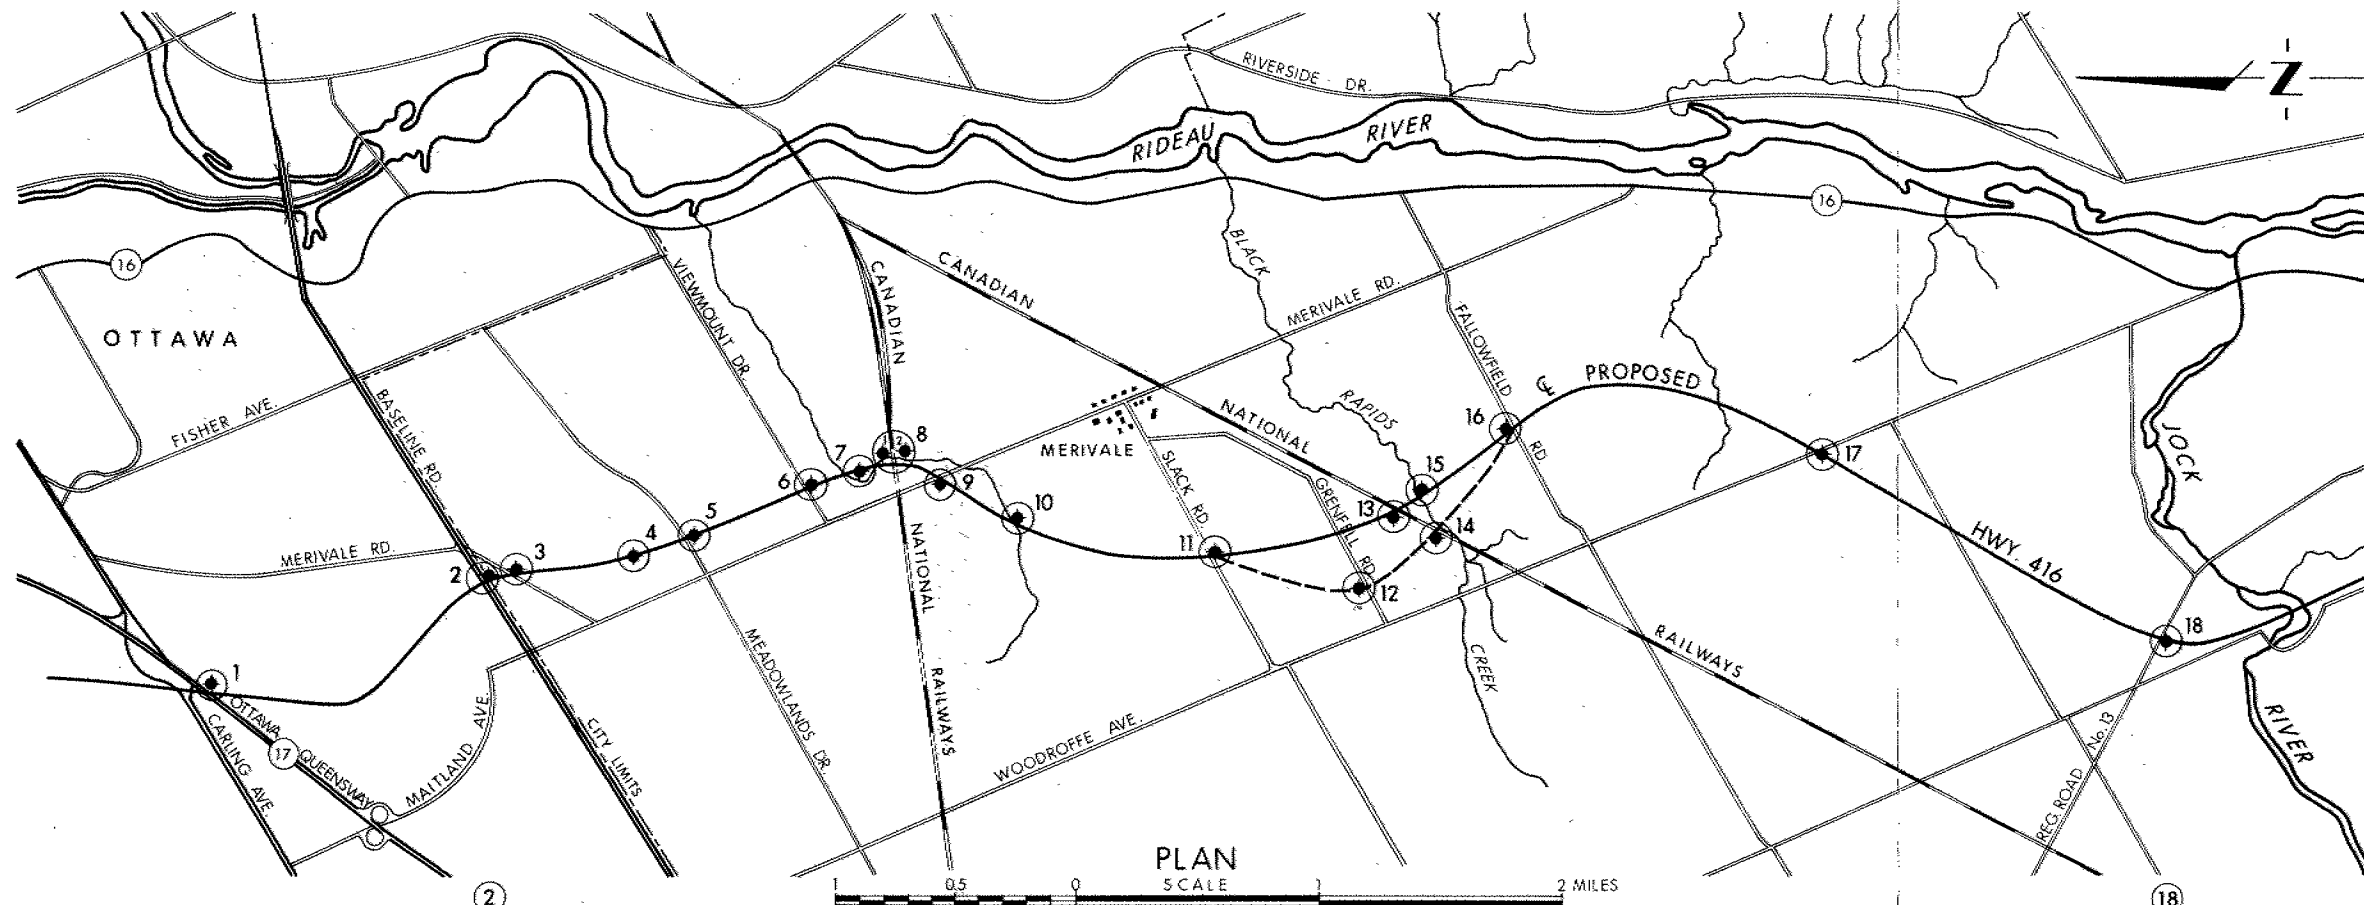 RIVERSIDE DR.
Z
RIDEAU RIVER
16
16
OTTAWA
FISHER AVE.
BASELINE RD.
VIEWMOUNT DR.
CANADIAN
CANADIAN
BLACK
MERIVALE RD.
FALLOWFIELD
RD.
℄ PROPOSED
RAPIDS
NATIONAL
MERIVALE
SLACK RD.
GRENFELL RD.
JOCK
MERIVALE RD.
1
2
3
4
5
6
7
1 2
8
9
10
11
12
13
14
15
16
17
18
HWY. 416
NATIONAL
RAILWAYS
MEADOWLANDS DR.
RAILWAYS
CREEK
OTTAWA QUEENSWAY
17
CARLING AVE.
MAITLAND AVE.
CITY LIMITS
WOODROFFE AVE.
REG. ROAD No. 13
RIVER
PLAN
SCALE
1 0.5 0 1 2 MILES
2
18